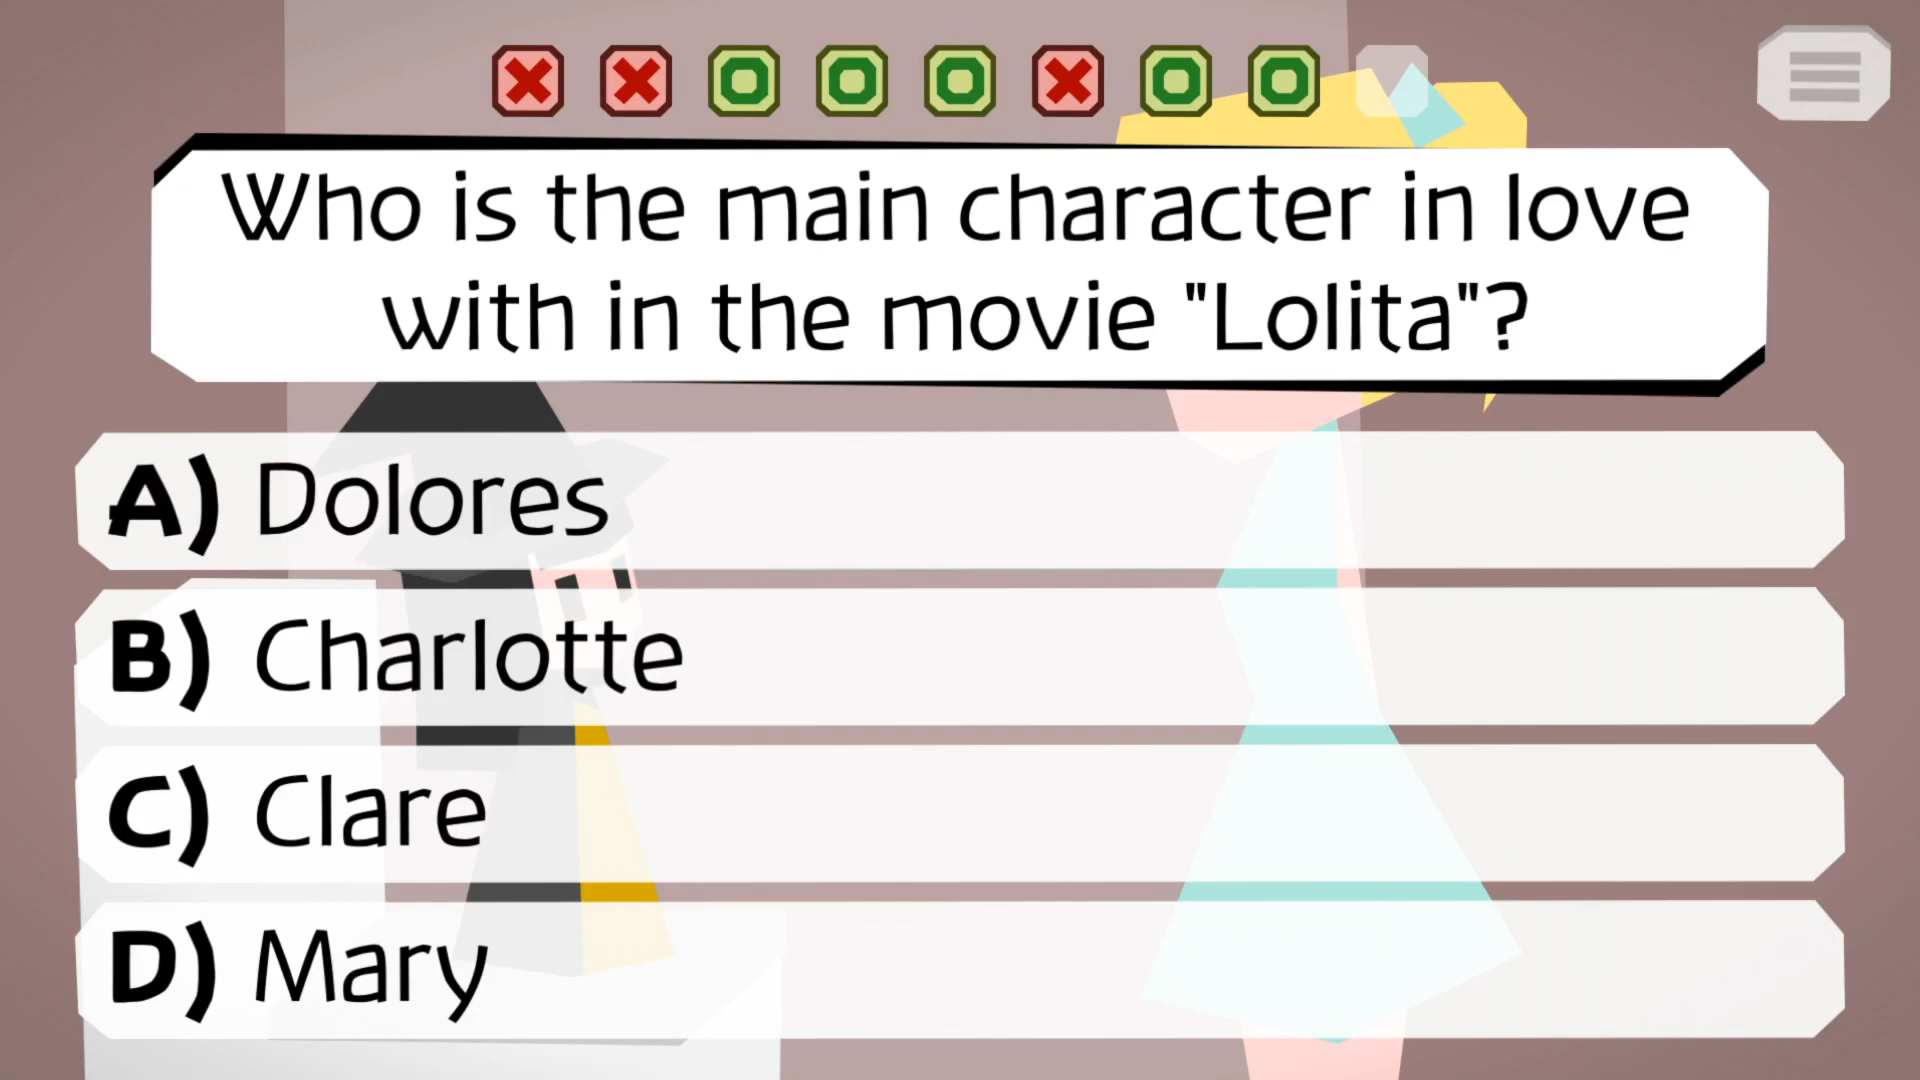 Who is the main character in love
with in the movie "Lolita"?
A) Dolores
B) Charlotte
C) Clare
D) Mary